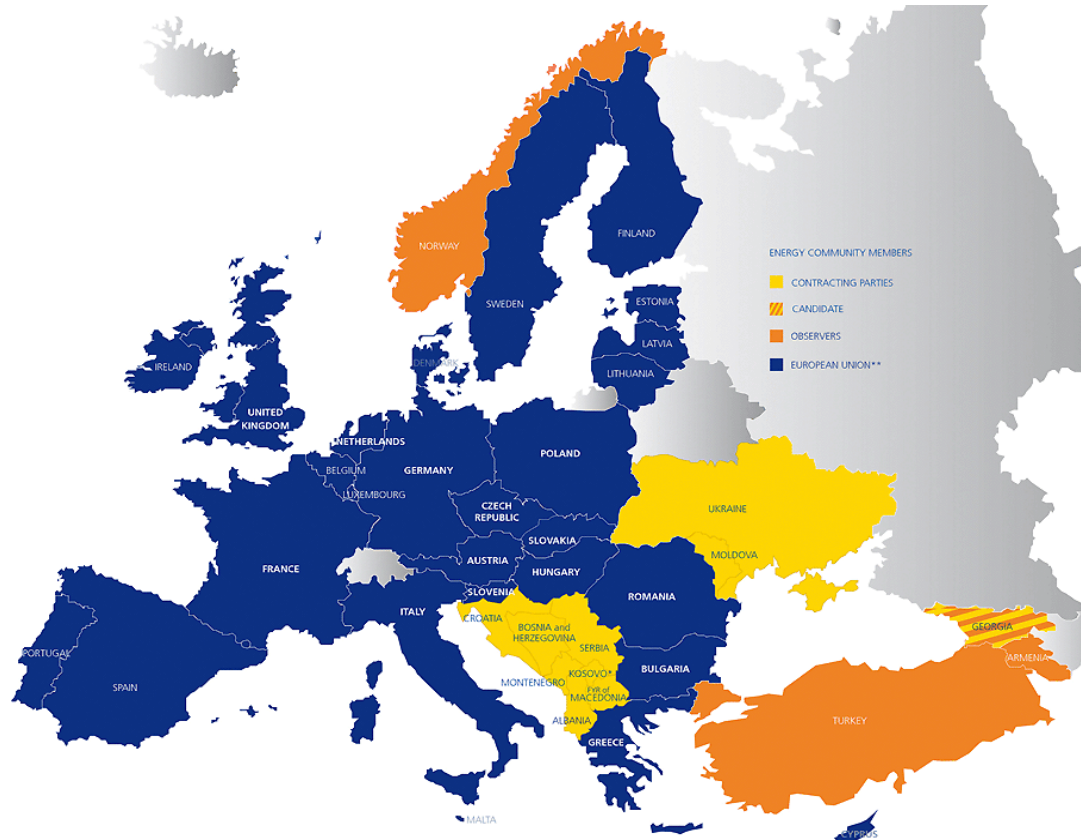 NORWAY
FINLAND
SWEDEN
ENERGY COMMUNITY MEMBERS
CONTRACTING PARTIES
CANDIDATE
OBSERVERS
EUROPEAN UNION**
ESTONIA
LATVIA
LITHUANIA
DENMARK
IRELAND
UNITED
KINGDOM
NETHERLANDS
BELGIUM
LUXEMBOURG
GERMANY
POLAND
CZECH
REPUBLIC
SLOVAKIA
AUSTRIA
HUNGARY
SLOVENIA
FRANCE
ITALY
UKRAINE
MOLDOVA
ROMANIA
CROATIA
BOSNIA and
HERZEGOVINA
SERBIA
KOSOVO*
MONTENEGRO
FYR of
MACEDONIA
ALBANIA
BULGARIA
GREECE
PORTUGAL
SPAIN
GEORGIA
ARMENIA
TURKEY
MALTA
CYPRUS